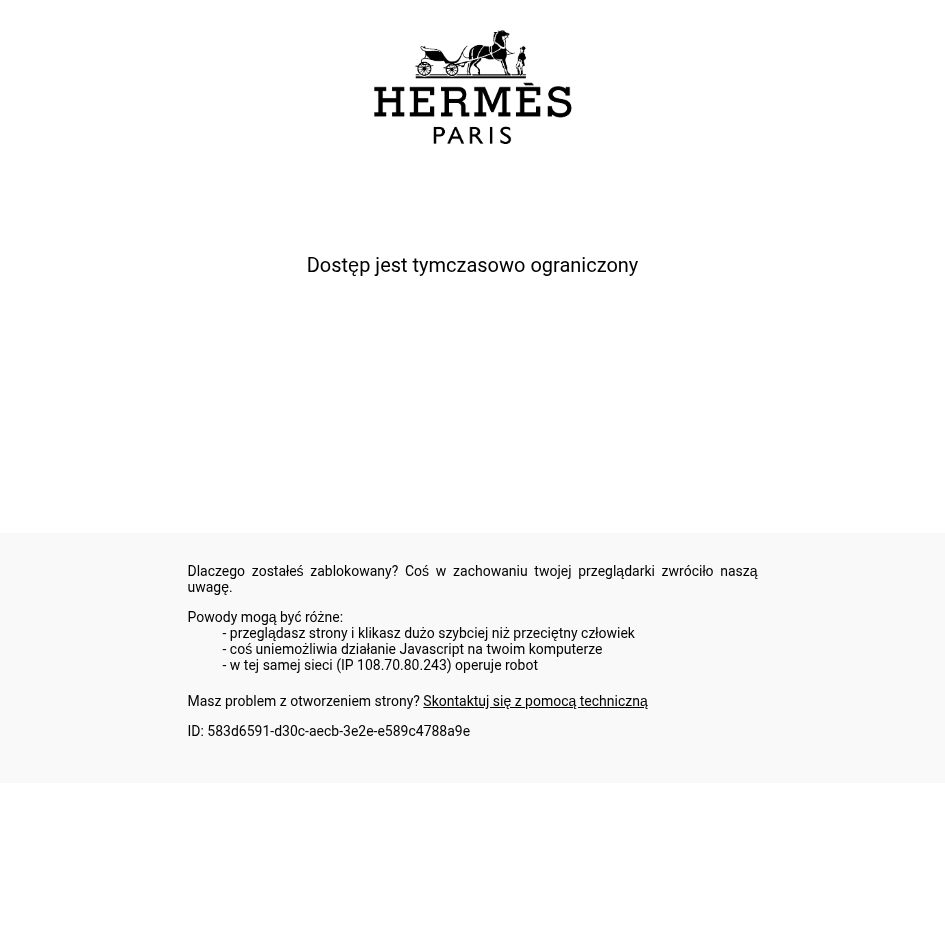 HERMÈS
PARIS
Dostęp jest tymczasowo ograniczony
Dlaczego zostałeś zablokowany? Coś w zachowaniu twojej przeglądarki zwróciło naszą
uwagę.
Powody mogą być różne:
- przeglądasz strony i klikasz dużo szybciej niż przeciętny człowiek
- coś uniemożliwia działanie Javascript na twoim komputerze
- w tej samej sieci (IP 108.70.80.243) operuje robot
Masz problem z otworzeniem strony? Skontaktuj się z pomocą techniczną
ID: 583d6591-d30c-aecb-3e2e-e589c4788a9e